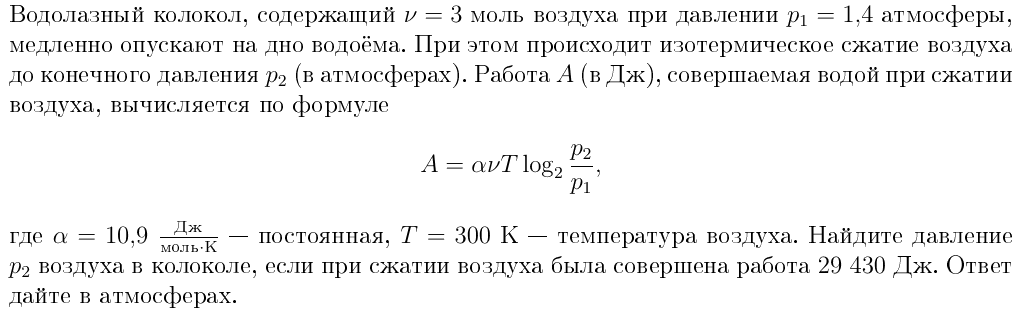 Водолазный колокол, содержащий ν = 3 моль воздуха при давлении p₁ = 1,4 атмосферы,
медленно опускают на дно водоёма. При этом происходит изотермическое сжатие воздуха
до конечного давления p₂ (в атмосферах). Работа A (в Дж), совершаемая водой при сжатии
воздуха, вычисляется по формуле
A = ανT log₂ p₂/p₁,
где α = 10,9 Дж/моль·К — постоянная, T = 300 К — температура воздуха. Найдите давление
p₂ воздуха в колоколе, если при сжатии воздуха была совершена работа 29 430 Дж. Ответ
дайте в атмосферах.